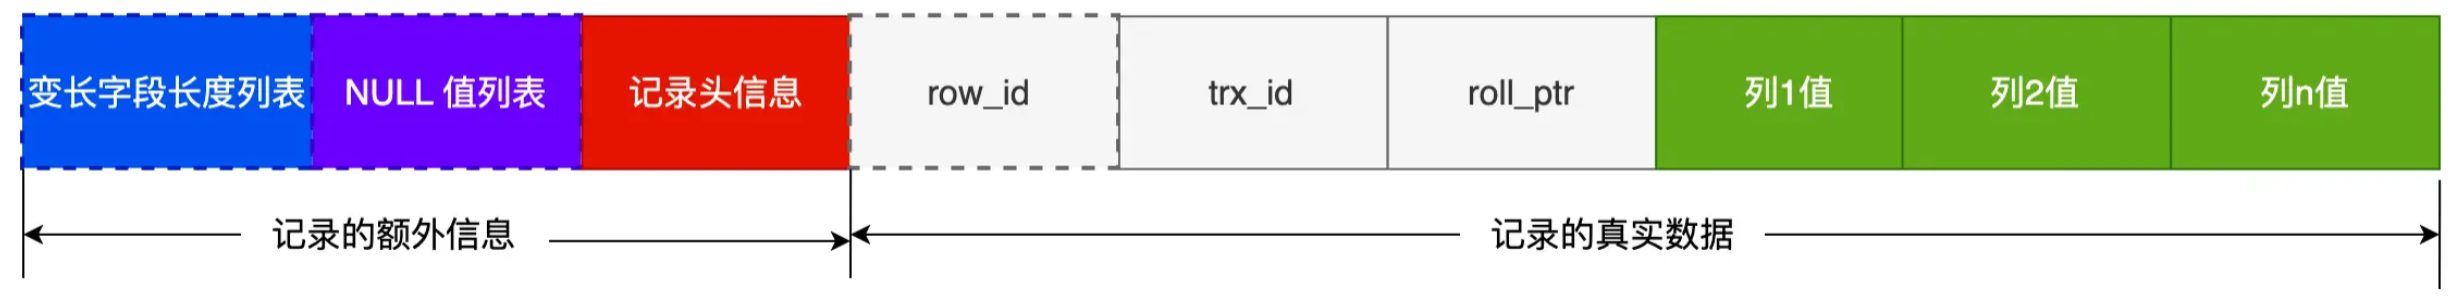 变长字段长度列表 NULL 值列表 记录头信息 row_id trx_id roll_ptr 列1值 列2值 列n值
记录的额外信息 记录的真实数据